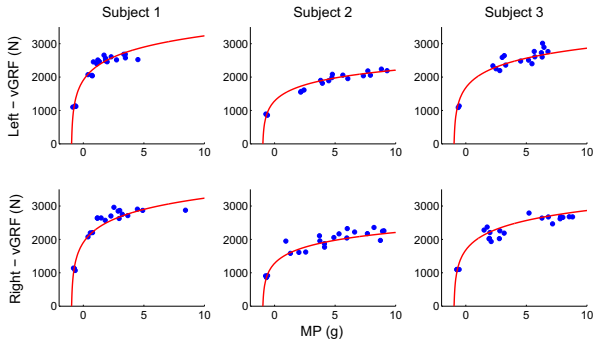 Subject 1 Subject 2 Subject 3
Left − vGRF (N)
3000 3000 3000
2000 2000 2000
1000 1000 1000
0 0 0
0 5 10 0 5 10 0 5 10
Right − vGRF (N)
3000 3000 3000
2000 2000 2000
1000 1000 1000
0 0 0
0 5 10 0 5 10 0 5 10
MP (g)